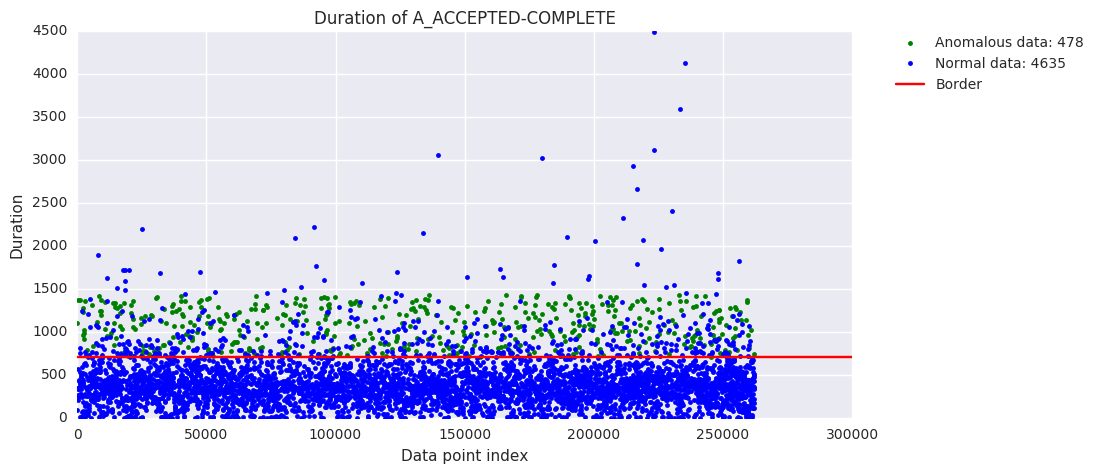 Duration of A_ACCEPTED-COMPLETE
Anomalous data: 478
Normal data: 4635
Border
Duration
4500
4000
3500
3000
2500
2000
1500
1000
500
0
0 50000 100000 150000 200000 250000 300000
Data point index